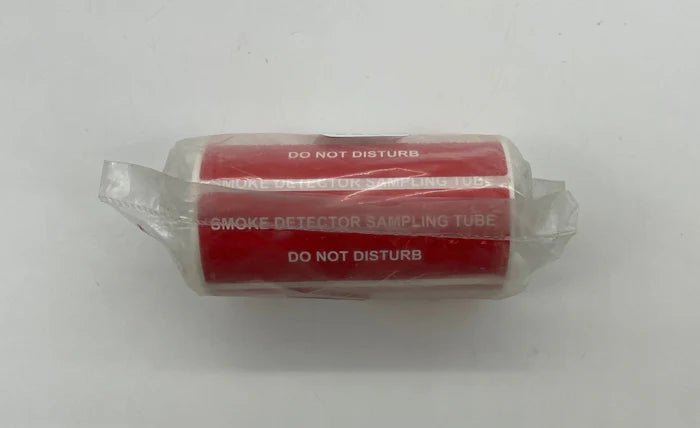 DO NOT DISTURB
SMOKE DETECTOR SAMPLING TUBE
SMOKE DETECTOR SAMPLING TUBE
DO NOT DISTURB